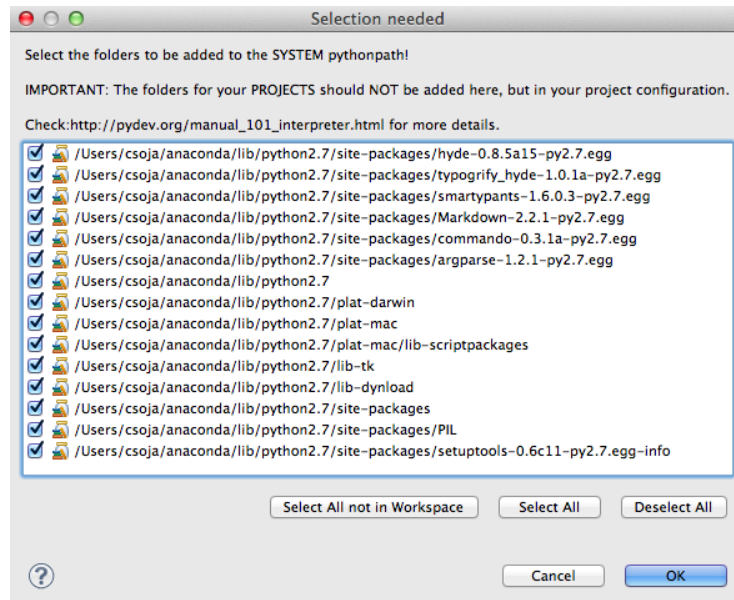 Selection needed
Select the folders to be added to the SYSTEM pythonpath!
IMPORTANT: The folders for your PROJECTS should NOT be added here, but in your project configuration.
Check:http://pydev.org/manual_101_interpreter.html for more details.
/Users/csoja/anaconda/lib/python2.7/site-packages/hyde-0.8.5a15-py2.7.egg
/Users/csoja/anaconda/lib/python2.7/site-packages/typogrify_hyde-1.0.1a-py2.7.egg
/Users/csoja/anaconda/lib/python2.7/site-packages/smartypants-1.6.0.3-py2.7.egg
/Users/csoja/anaconda/lib/python2.7/site-packages/Markdown-2.2.1-py2.7.egg
/Users/csoja/anaconda/lib/python2.7/site-packages/commando-0.3.1a-py2.7.egg
/Users/csoja/anaconda/lib/python2.7/site-packages/argparse-1.2.1-py2.7.egg
/Users/csoja/anaconda/lib/python2.7
/Users/csoja/anaconda/lib/python2.7/plat-darwin
/Users/csoja/anaconda/lib/python2.7/plat-mac
/Users/csoja/anaconda/lib/python2.7/plat-mac/lib-scriptpackages
/Users/csoja/anaconda/lib/python2.7/lib-tk
/Users/csoja/anaconda/lib/python2.7/lib-dynload
/Users/csoja/anaconda/lib/python2.7/site-packages
/Users/csoja/anaconda/lib/python2.7/site-packages/PIL
/Users/csoja/anaconda/lib/python2.7/site-packages/setuptools-0.6c11-py2.7.egg-info
Select All not in Workspace Select All Deselect All
? Cancel OK